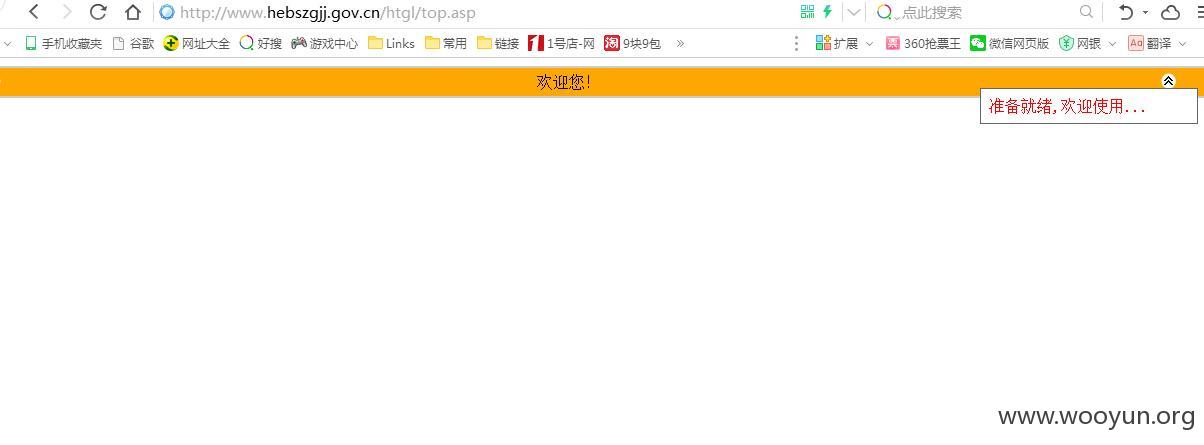 http://www.hebszgjj.gov.cn/htgl/top.asp 点此搜索
手机收藏夹 谷歌 网址大全 好搜 游戏中心 Links 常用 链接 1号店-网 淘 9块9包 » 扩展 票 360抢票王 微信网页版 网银 Aa 翻译
欢迎您!
准备就绪,欢迎使用...
www.wooyun.org